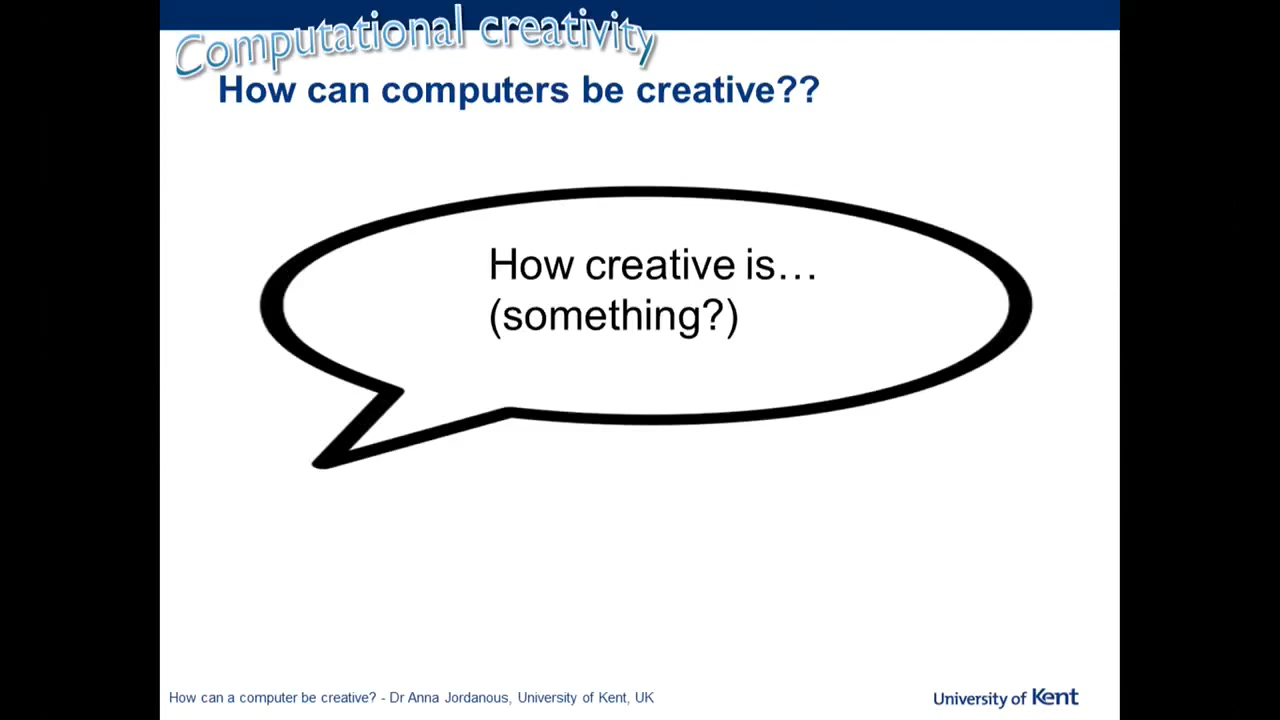 Computational creativity
How can computers be creative??
How creative is…
(something?)
How can a computer be creative? - Dr Anna Jordanous, University of Kent, UK
University of Kent